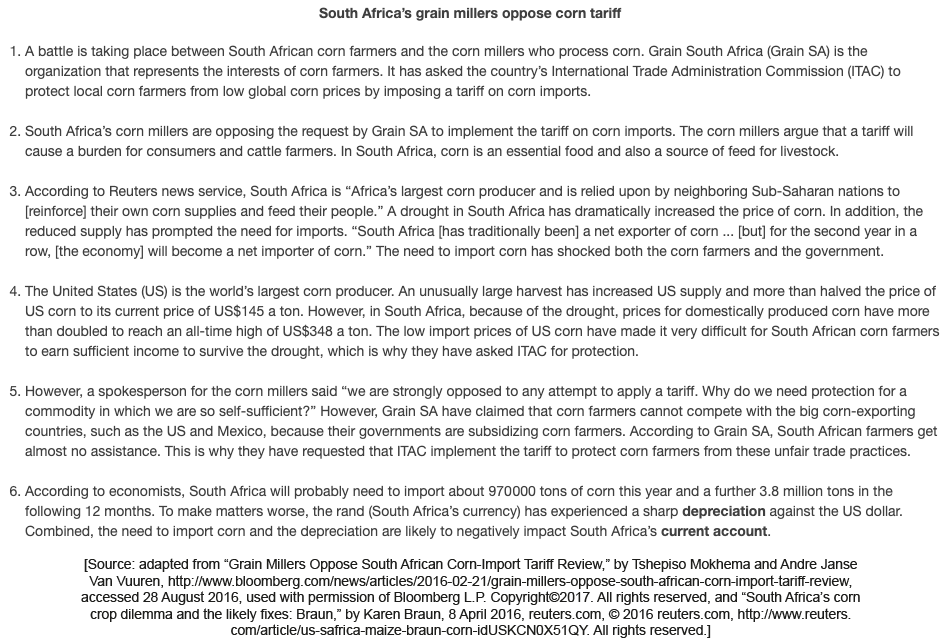 South Africa's grain millers oppose corn tariff
1. A battle is taking place between South African corn farmers and the corn millers who process corn. Grain South Africa (Grain SA) is the
organization that represents the interests of corn farmers. It has asked the country's International Trade Administration Commission (ITAC) to
protect local corn farmers from low global corn prices by imposing a tariff on corn imports.
2. South Africa's corn millers are opposing the request by Grain SA to implement the tariff on corn imports. The corn millers argue that a tariff will
cause a burden for consumers and cattle farmers. In South Africa, corn is an essential food and also a source of feed for livestock.
3. According to Reuters news service, South Africa is “Africa's largest corn producer and is relied upon by neighboring Sub-Saharan nations to
[reinforce] their own corn supplies and feed their people.” A drought in South Africa has dramatically increased the price of corn. In addition, the
reduced supply has prompted the need for imports. “South Africa [has traditionally been] a net exporter of corn ... [but] for the second year in a
row, [the economy] will become a net importer of corn.” The need to import corn has shocked both the corn farmers and the government.
4. The United States (US) is the world's largest corn producer. An unusually large harvest has increased US supply and more than halved the price of
US corn to its current price of US$145 a ton. However, in South Africa, because of the drought, prices for domestically produced corn have more
than doubled to reach an all-time high of US$348 a ton. The low import prices of US corn have made it very difficult for South African corn farmers
to earn sufficient income to survive the drought, which is why they have asked ITAC for protection.
5. However, a spokesperson for the corn millers said “we are strongly opposed to any attempt to apply a tariff. Why do we need protection for a
commodity in which we are so self-sufficient?” However, Grain SA have claimed that corn farmers cannot compete with the big corn-exporting
countries, such as the US and Mexico, because their governments are subsidizing corn farmers. According to Grain SA, South African farmers get
almost no assistance. This is why they have requested that ITAC implement the tariff to protect corn farmers from these unfair trade practices.
6. According to economists, South Africa will probably need to import about 970000 tons of corn this year and a further 3.8 million tons in the
following 12 months. To make matters worse, the rand (South Africa's currency) has experienced a sharp depreciation against the US dollar.
Combined, the need to import corn and the depreciation are likely to negatively impact South Africa's current account.
[Source: adapted from “Grain Millers Oppose South African Corn-Import Tariff Review,” by Tshepiso Mokhema and Andre Janse
Van Vuuren, http://www.bloomberg.com/news/articles/2016-02-21/grain-millers-oppose-south-african-corn-import-tariff-review,
accessed 28 August 2016, used with permission of Bloomberg L.P. Copyright©2017. All rights reserved, and “South Africa's corn
crop dilemma and the likely fixes: Braun,” by Karen Braun, 8 April 2016, reuters.com, © 2016 reuters.com, http://www.reuters.
com/article/us-safrica-maize-braun-corn-idUSKCN0X51QY. All rights reserved.]